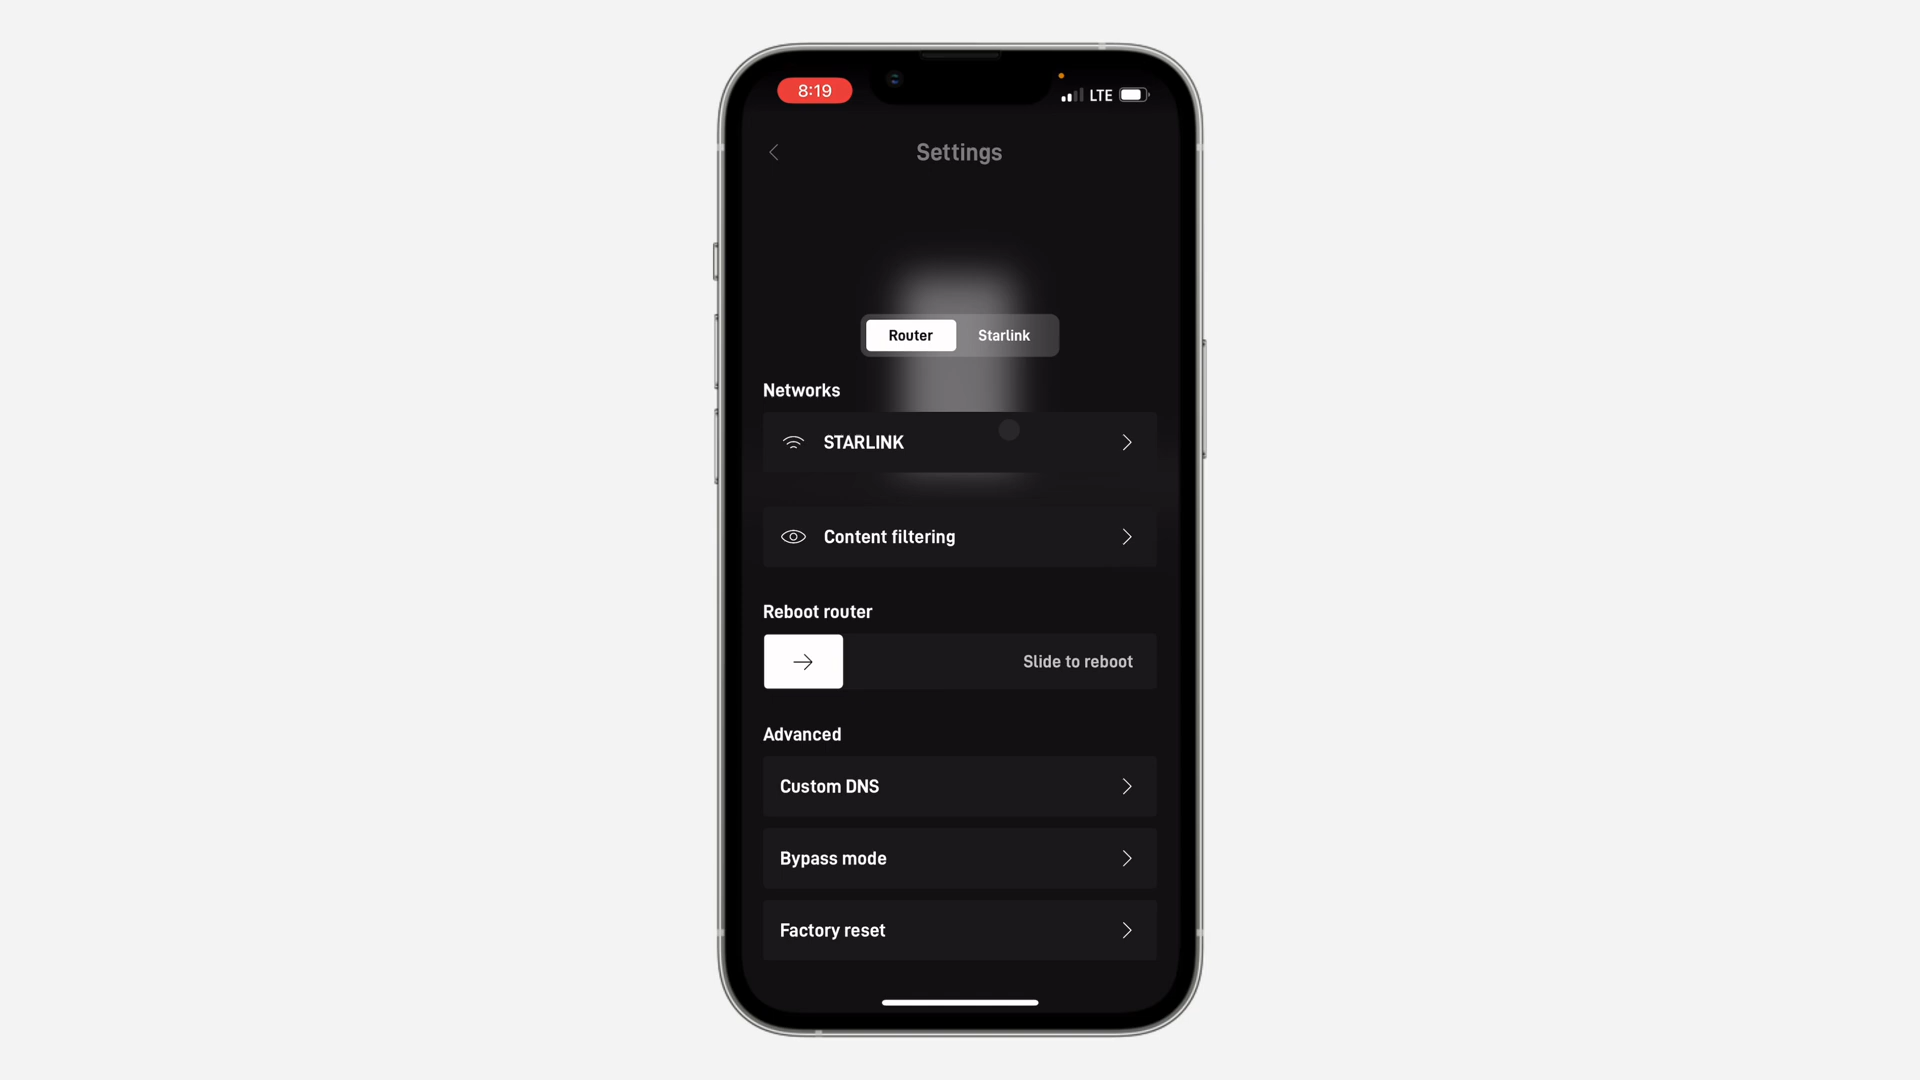 8:19
LTE
Settings
Router
Starlink
Networks
STARLINK
Content filtering
Reboot router
Slide to reboot
Advanced
Custom DNS
Bypass mode
Factory reset